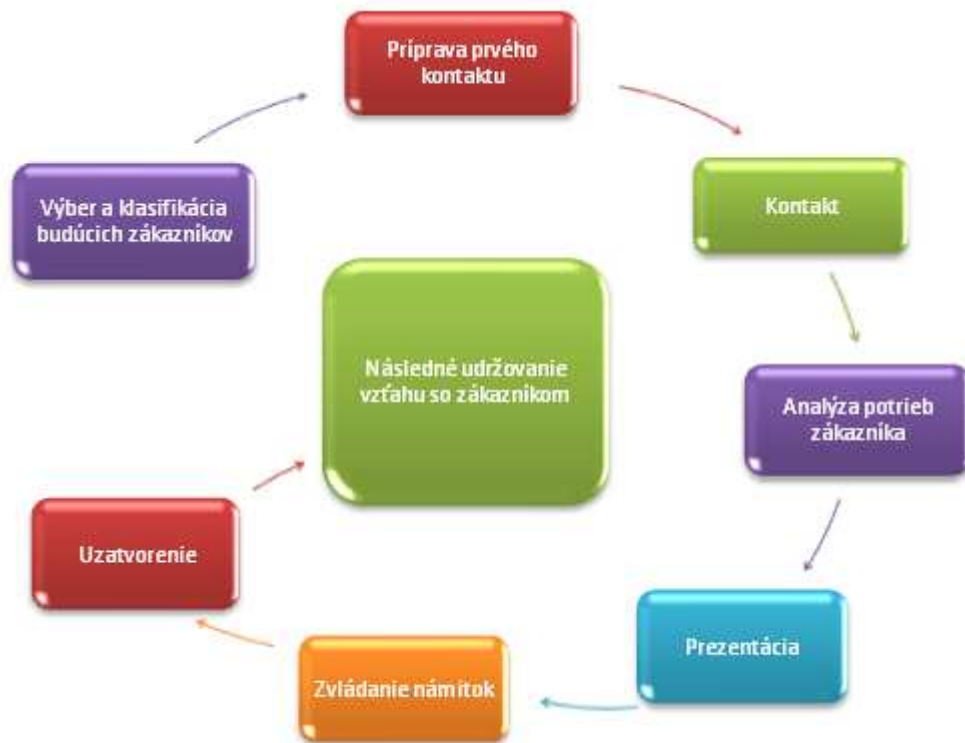 Príprava prvého
kontaktu
Výber a klasifikácia
budúcich zákazníkov
Kontakt
Následné udržovanie
vzťahu so zákazníkom
Analýza potrieb
zákazníka
Uzatvorenie
Prezentácia
Zvládanie námitok